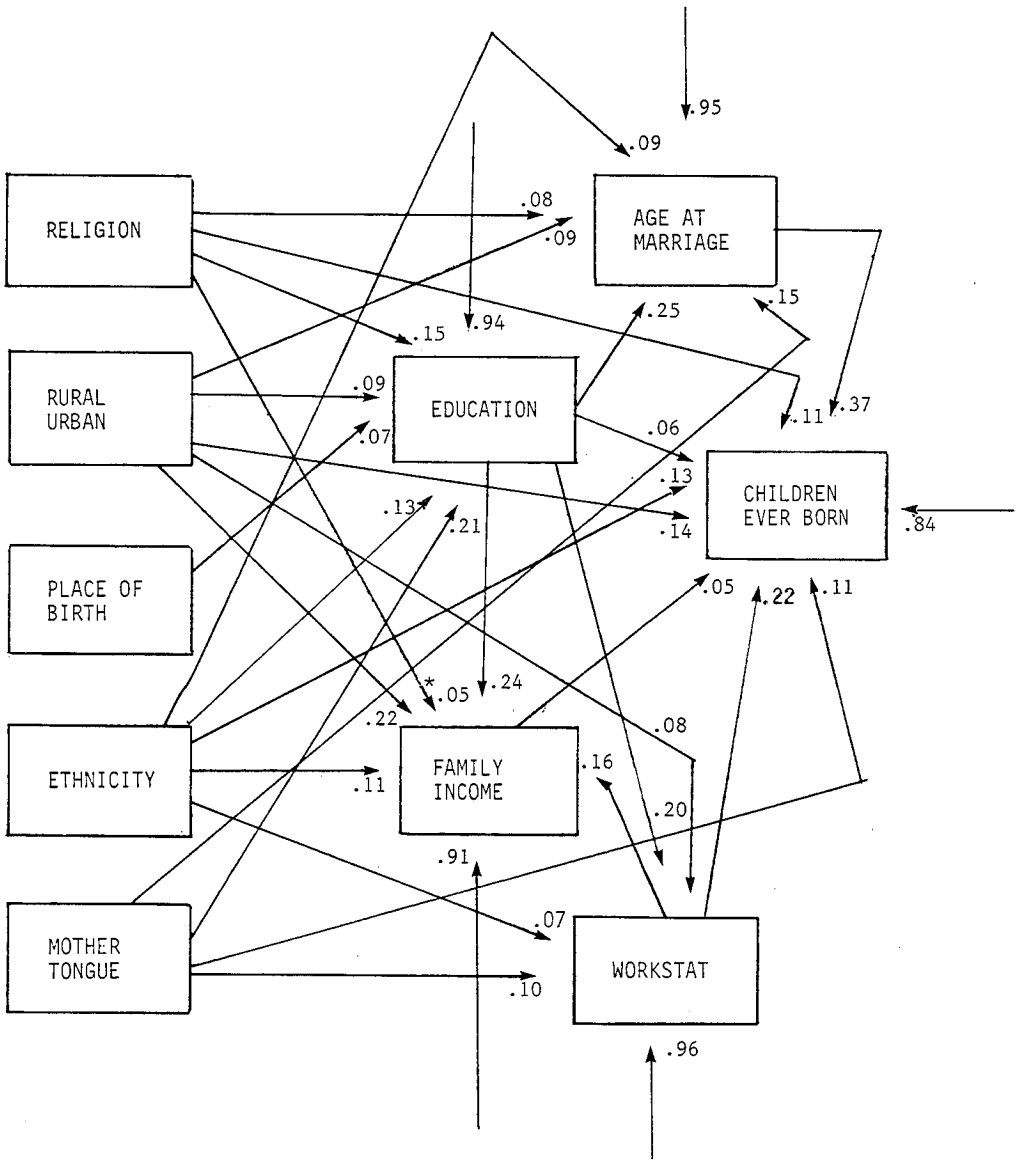 .95
.09
RELIGION
.08
.09
AGE AT
MARRIAGE
.15
.94
.25
.15
RURAL
URBAN
.09
.07
EDUCATION
.06
.11
.37
.13
.21
.13
.14
CHILDREN
EVER BORN
.84
PLACE OF
BIRTH
.05
.22
.11
*
.05
.24
.22
.08
ETHNICITY
.11
FAMILY
INCOME
.16
.20
.91
MOTHER
TONGUE
.07
.10
WORKSTAT
.96